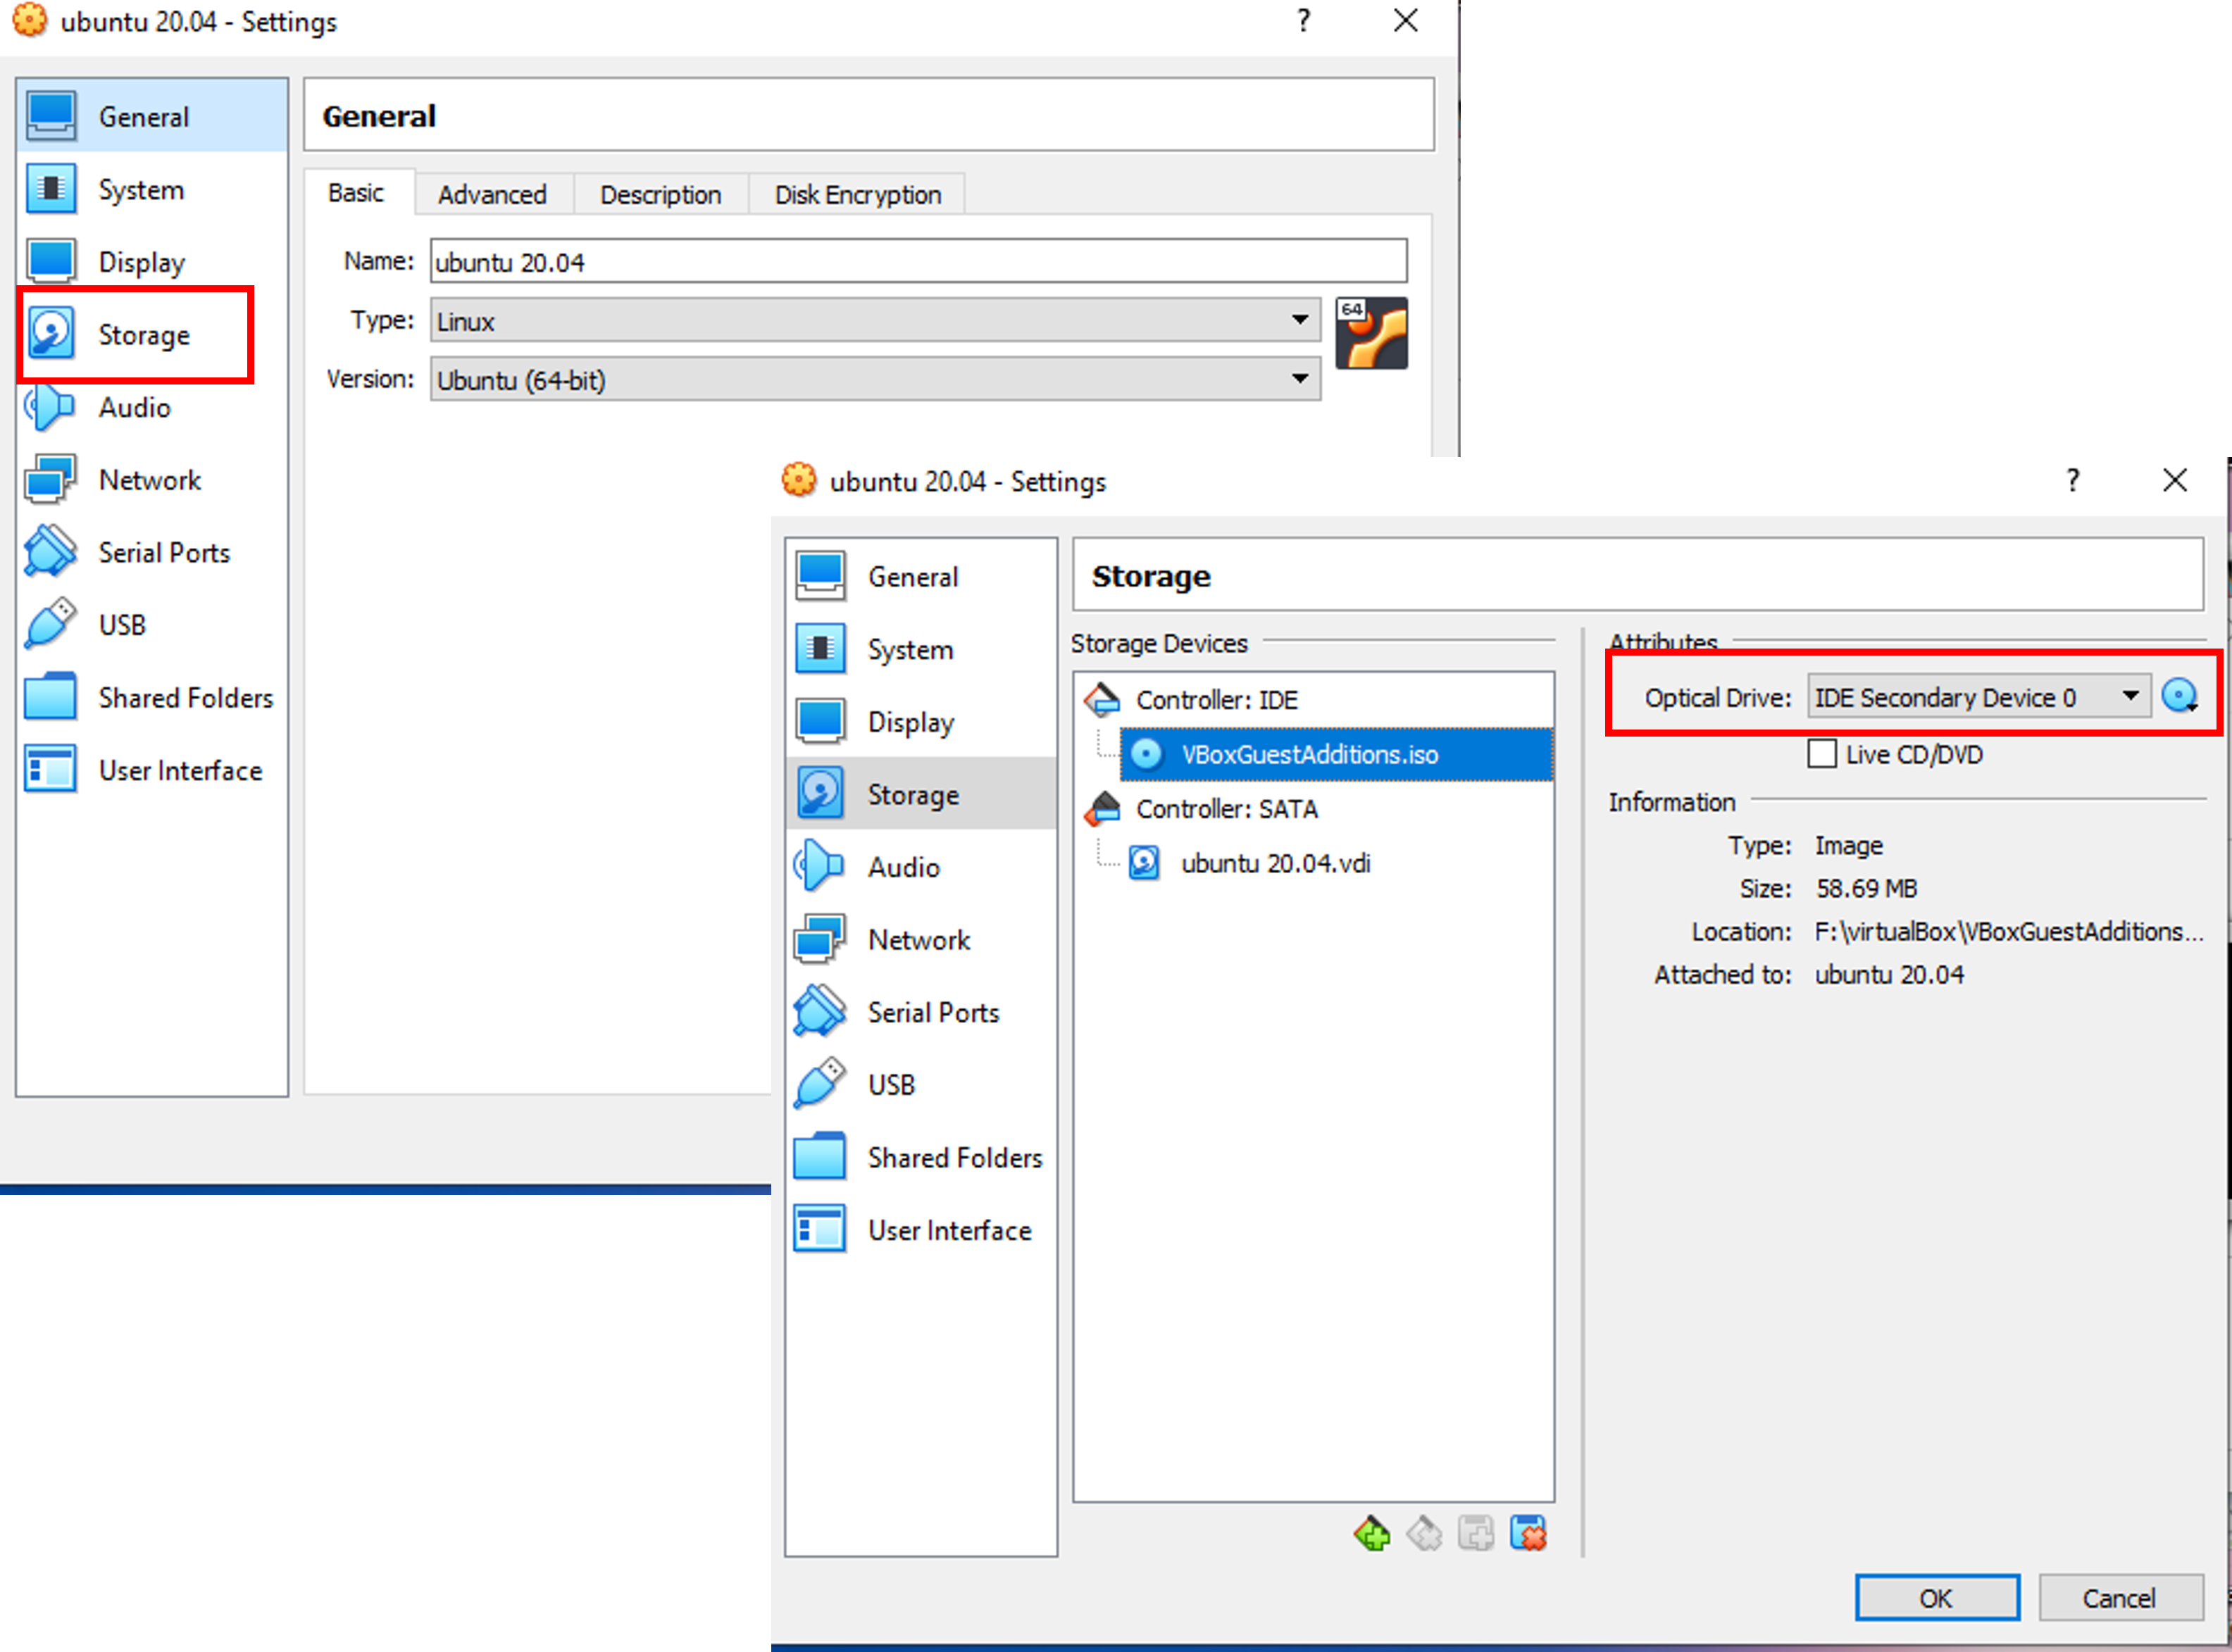 ubuntu 20.04 - Settings
?
General
System
Display
Storage
Audio
Network
Serial Ports
USB
Shared Folders
User Interface
General
Basic Advanced Description Disk Encryption
Name: ubuntu 20.04
Type: Linux
64
Version: Ubuntu (64-bit)
ubuntu 20.04 - Settings
?
General
System
Display
Storage
Audio
Network
Serial Ports
USB
Shared Folders
User Interface
Storage
Storage Devices
Controller: IDE
VBoxGuestAdditions.iso
Controller: SATA
ubuntu 20.04.vdi
Attributes
Optical Drive: IDE Secondary Device 0
Live CD/DVD
Information
Type: Image
Size: 58.69 MB
Location: F:\virtualBox\VBoxGuestAdditions...
Attached to: ubuntu 20.04
OK Cancel